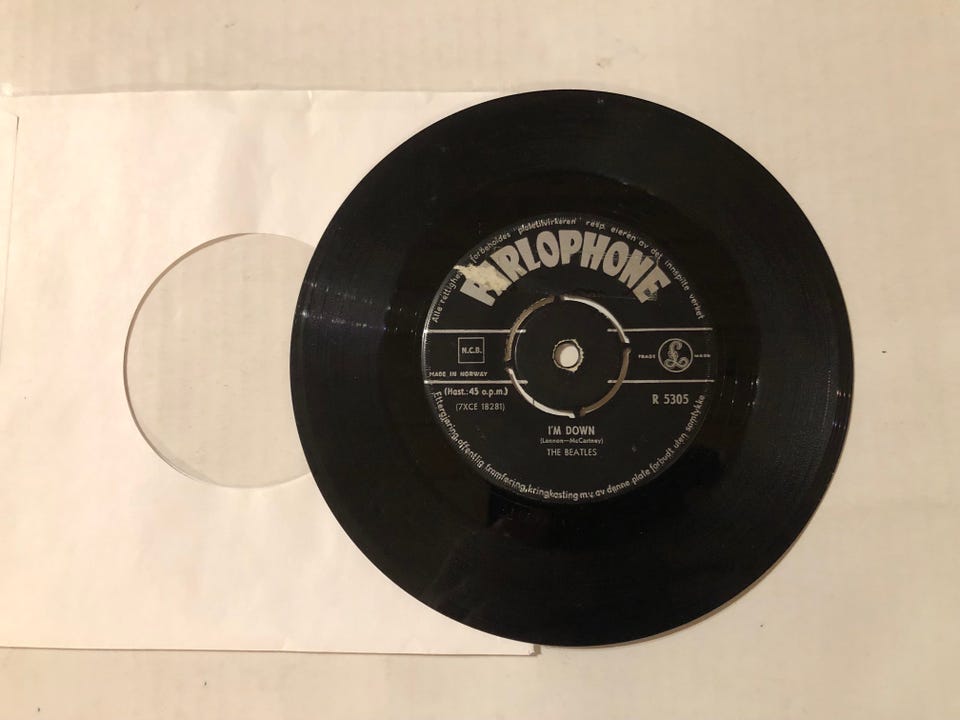 Alle rettigheter forbeholdes platetilvirkeren resp. eieren av det innspilte verket
PARLOPHONE
N.C.B.
TRADE £ MARK
MADE IN NORWAY
(Hast.: 45 o.p.m.)
R 5305
(7XCE 18281)
I'M DOWN
(Lennon—McCartney)
THE BEATLES
Eftergjøring, offentlig framføring, kringkasting m.v. av denne plate forbudt uten samtykke